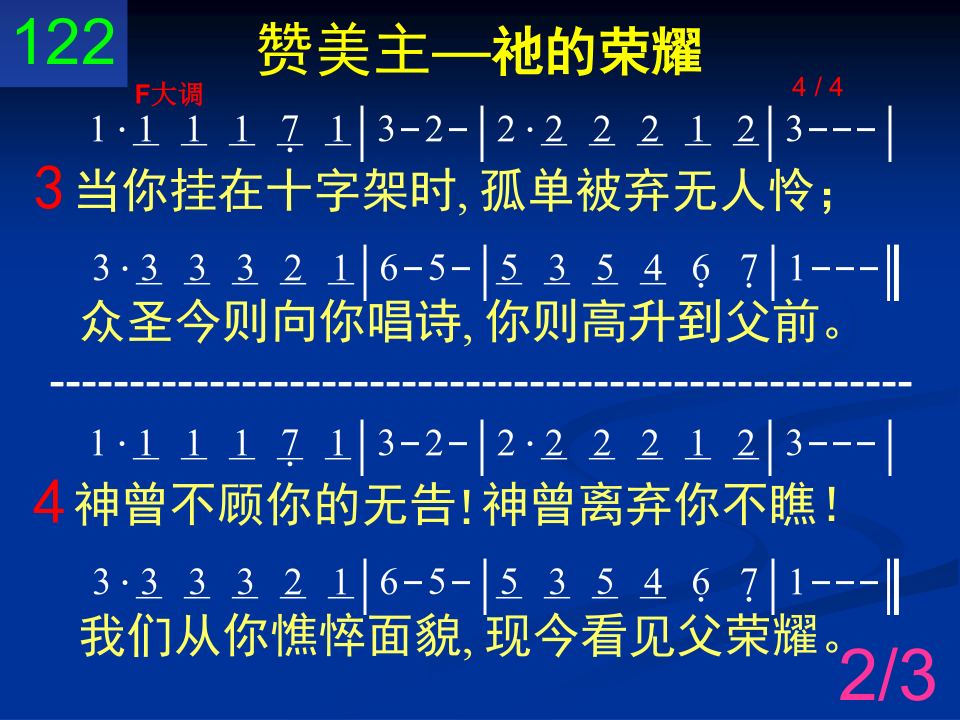 122
赞美主—祂的荣耀
F大调
4 / 4
1 · 1 1 1 7 1 | 3 – 2 – | 2 · 2 2 2 1 2 | 3 – – – |
3 当你挂在十字架时, 孤单被弃无人怜；
3 · 3 3 3 2 1 | 6 – 5 – | 5 3 5 4 6 7 | 1 – – – ‖
众圣今则向你唱诗, 你则高升到父前。
------------------------------------------------------
1 · 1 1 1 7 1 | 3 – 2 – | 2 · 2 2 2 1 2 | 3 – – – |
4 神曾不顾你的无告! 神曾离弃你不瞧！
3 · 3 3 3 2 1 | 6 – 5 – | 5 3 5 4 6 7 | 1 – – – ‖
我们从你憔悴面貌, 现今看见父荣耀。
2/3